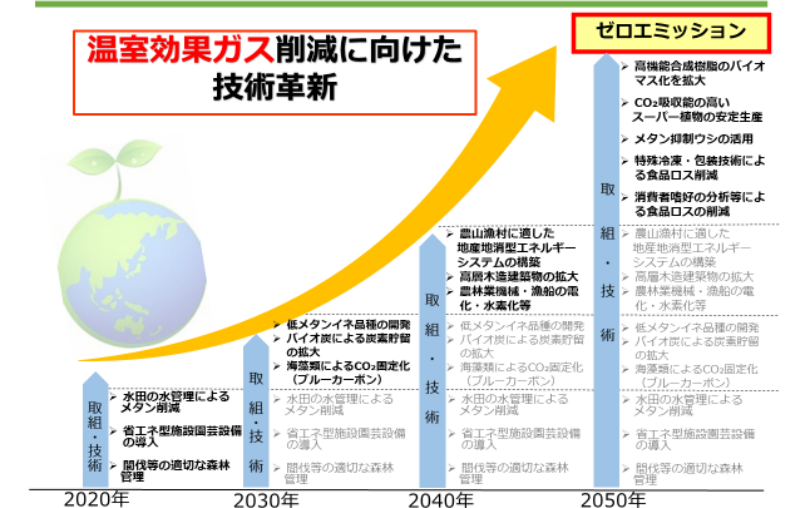 温室効果ガス削減に向けた
技術革新
ゼロエミッション
➢ 高機能合成樹脂のバイオ
マス化を拡大
➢ CO₂吸収能の高い
スーパー植物の安定生産
➢ メタン抑制ウシの活用
➢ 特殊冷凍・包装技術によ
る食品ロス削減
➢ 消費者嗜好の分析等によ
る食品ロスの削減
➢ 農山漁村に適した
地産地消型エネルギー
システムの構築
➢ 高層木造建築物の拡大
➢ 農林業機械・漁船の電
化・水素化等
➢ 低メタンイネ品種の開発
➢ バイオ炭による炭素貯留
の拡大
➢ 海藻類によるCO₂固定化
(ブルーカーボン)
➢ 水田の水管理による
メタン削減
➢ 省エネ型施設園芸設備
の導入
➢ 間伐等の適切な森林
管理
取組・技術
2050年
➢ 農山漁村に適した
地産地消型エネルギー
システムの構築
➢ 高層木造建築物の拡大
➢ 農林業機械・漁船の電
化・水素化等
➢ 低メタンイネ品種の開発
➢ バイオ炭による炭素貯留
の拡大
➢ 海藻類によるCO₂固定化
(ブルーカーボン)
➢ 水田の水管理による
メタン削減
➢ 省エネ型施設園芸設備
の導入
➢ 間伐等の適切な森林
管理
取組・技術
2040年
➢ 低メタンイネ品種の開発
➢ バイオ炭による炭素貯留
の拡大
➢ 海藻類によるCO₂固定化
(ブルーカーボン)
➢ 水田の水管理による
メタン削減
➢ 省エネ型施設園芸設備
の導入
➢ 間伐等の適切な森林
管理
取組・技術
2030年
➢ 水田の水管理による
メタン削減
➢ 省エネ型施設園芸設備
の導入
➢ 間伐等の適切な森林
管理
取組・技術
2020年